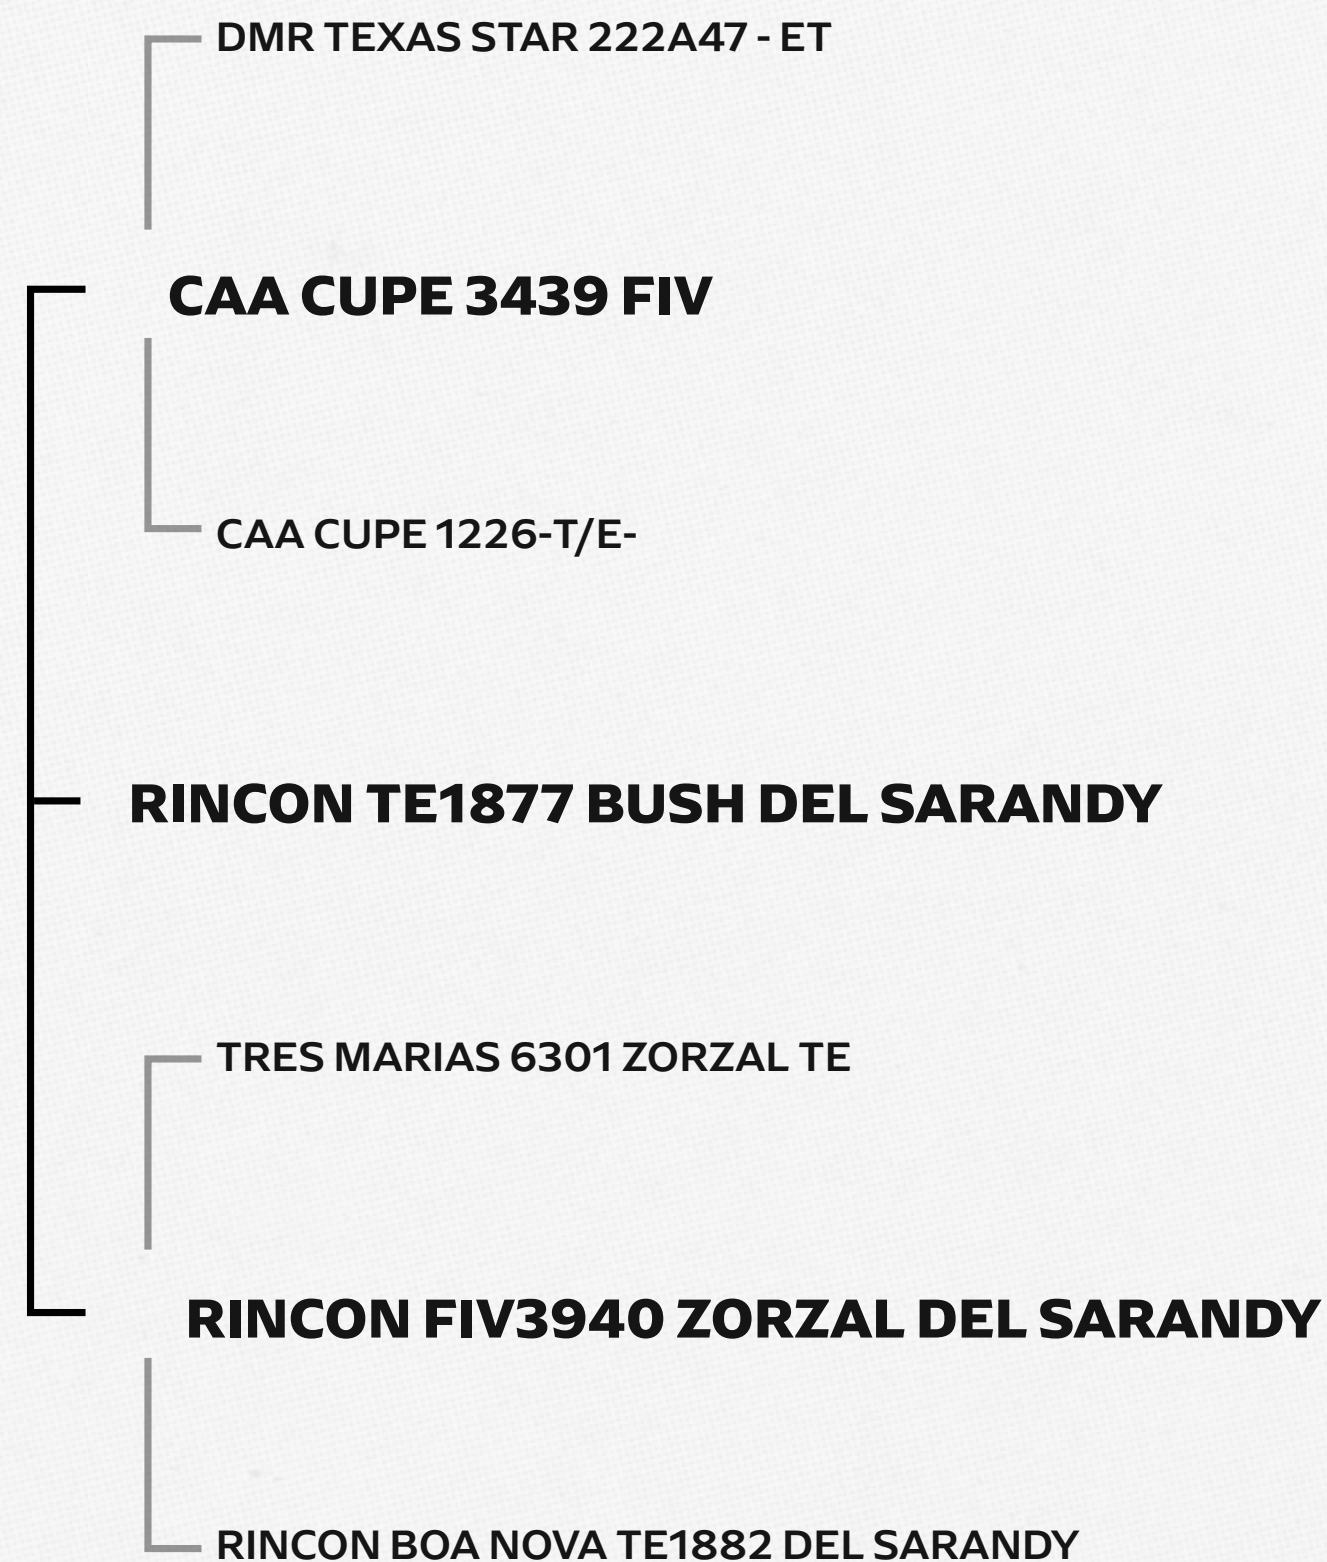 DMR TEXAS STAR 222A47 - ET
CAA CUPE 3439 FIV
CAA CUPE 1226-T/E-
RINCON TE1877 BUSH DEL SARANDY
TRES MARIAS 6301 ZORZAL TE
RINCON FIV3940 ZORZAL DEL SARANDY
RINCON BOA NOVA TE1882 DEL SARANDY